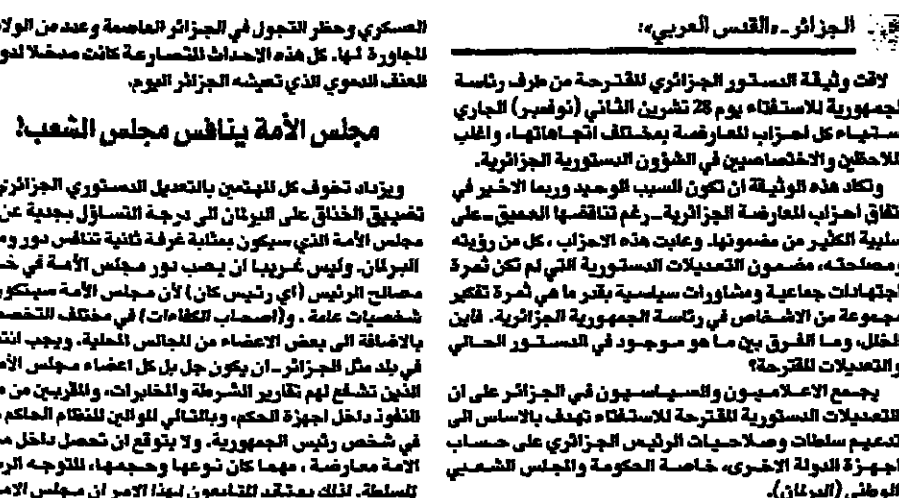 الجزائر ـ «القدس العربي»:
لاقت وثيقة الدستور الجزائري المقترحة من طرف رئاسة
الجمهورية للاستفتاء يوم 28 تشرين الثاني (نوفمبر) الجاري
ستياء كل احزاب المعارضة بمختلف اتجاهاتها، واغلب
الملاحظين والاختصاصيين في الشؤون الدستورية الجزائرية.
وتكاد هذه الوثيقة ان تكون السبب الوحيد وربما الاخير في
تفاق احزاب المعارضة الجزائرية ـ رغم تناقضها العميق ـ على
سلبية الكثير من مضمونها. وعابت هذه الاحزاب ، كل من رؤيته
ومصلحته، مضمون التعديلات الدستورية التي لم تكن ثمرة
اجتهادات جماعية ومشاورات سياسية بقدر ما هي ثمرة تفكير
مجموعة من الاشخاص في رئاسة الجمهورية الجزائرية. فأين
الخلل، وما الفرق بين ما هو موجود في الدستور الحالي
والتعديلات المقترحة؟
يجمع الاعلاميون والسياسيون في الجزائر على ان
التعديلات الدستورية المقترحة للاستفتاء تهدف بالاساس الى
تدعيم سلطات وصلاحيات الرئيس الجزائري على حساب
اجهزة الدولة الاخرى، خاصة الحكومة والمجلس الشعبي
الوطني (البرلمان).
العسكري وحظر التجول في الجزائر العاصمة وعدد من الولا
المجاورة لها. كل هذه الاحداث المتسارعة كانت مدخلا لدو
العنف الدموي الذي تعيشه الجزائر اليوم.
مجلس الأمة ينافس مجلس الشعب!
ويزداد تخوف كل المهتمين بالتعديل الدستوري الجزائري
تضييق الخناق على البرلمان الى درجة التساؤل بجدية عن
مجلس الأمة الذي سيكون بمثابة غرفة ثانية تنافس دور وم
البرلمان. وليس غريبا ان يصب دور مجلس الأمة في خـ
مصالح الرئيس (أي رئيس كان) لأن مجلس الأمة سيتكو
شخصيات عامة . و(اصحاب الكفاءات) في مختلف التخصص
بالاضافة الى بعض الاعضاء من المجالس المحلية. ويجب انتـ
في بلد مثل الجزائر ـ ان يكون جل بل كل اعضاء مجلس الأم
الذين تشفع لهم تقارير الشرطة والمخابرات، والمقربين من م
النفوذ داخل اجهزة الحكم، وبالتالي الموالين للنظام الحاكم م
في شخص رئيس الجمهورية. ولا يتوقع ان تحصل داخل مـ
الامة معارضة ، مهما كان نوعها وحجمها، للتوجه الر
للسلطة. لذلك يعتقد المتابعون لهذا الامر ان مجلس الام